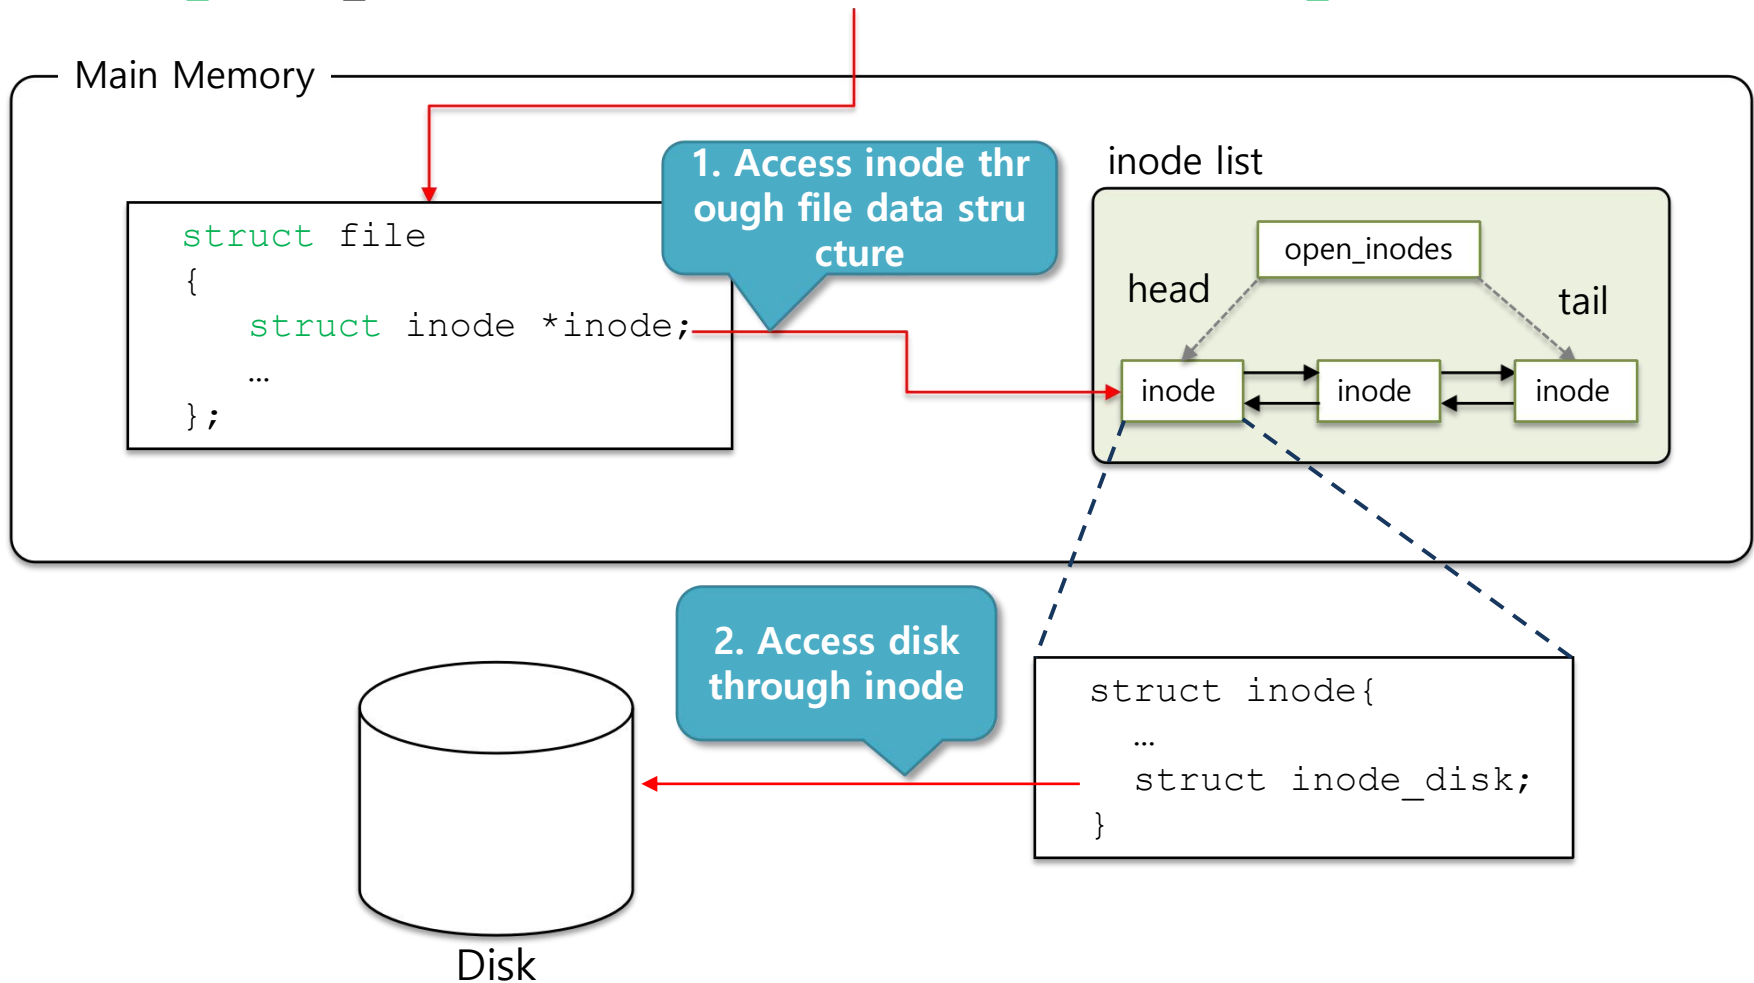 Main Memory
1. Access inode thr
ough file data stru
cture
inode list
struct file
{
struct inode *inode;
…
};
open_inodes
head
tail
inode
inode
inode
2. Access disk
through inode
struct inode{
…
struct inode_disk;
}
Disk